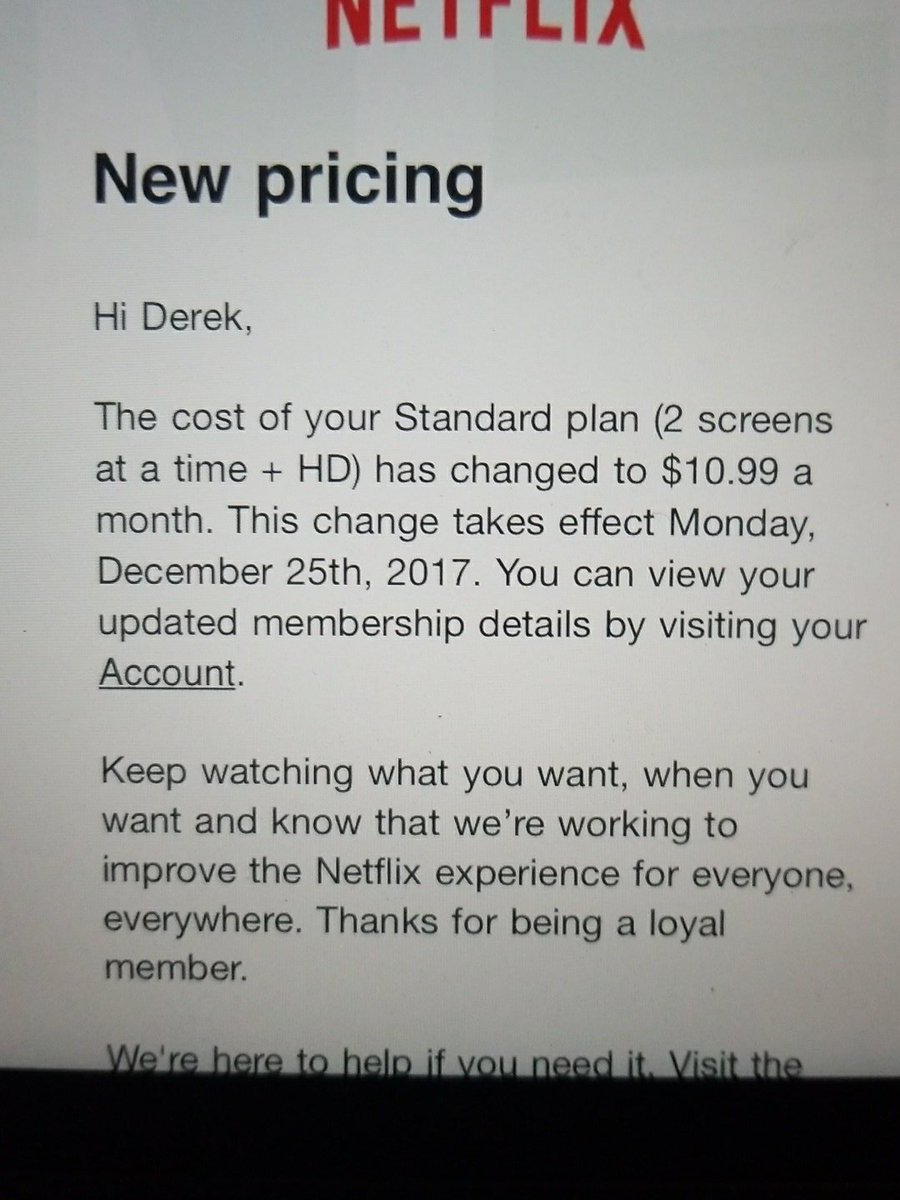 NETFLIX
New pricing
Hi Derek,
The cost of your Standard plan (2 screens
at a time + HD) has changed to $10.99 a
month. This change takes effect Monday,
December 25th, 2017. You can view your
updated membership details by visiting your
Account.
Keep watching what you want, when you
want and know that we're working to
improve the Netflix experience for everyone,
everywhere. Thanks for being a loyal
member.
We're here to help if you need it. Visit the